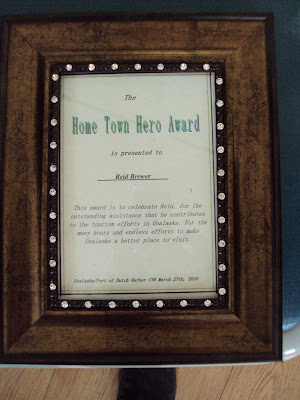 The
Home Town Hero Award
is presented to
Reid Brewer
This award is to celebrate Reid, for the
outstanding assistance that he contributes
to the tourism efforts in Unalaska. For the
many hours and endless efforts to make
Unalaska a better place to visit.
Unalaska/Port of Dutch Harbor CVB March 27th, 2010